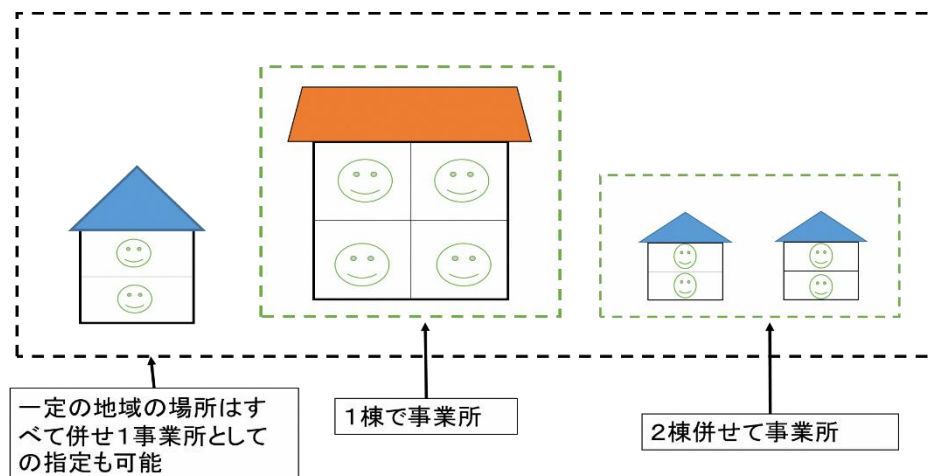 一定の地域の場所はす
べて併せ１事業所として
の指定も可能
１棟で事業所
２棟併せて事業所